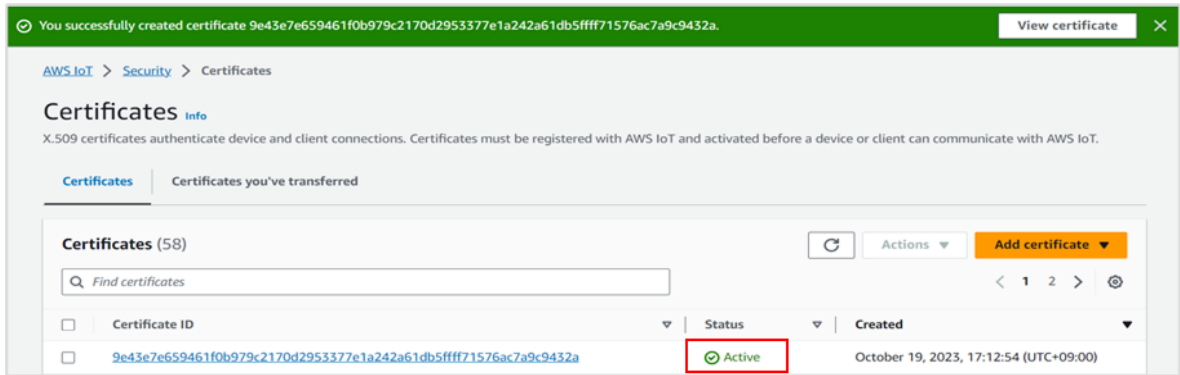 You successfully created certificate 9e43e7e659461f0b979c2170d2953377e1a242a61db5ffff71576ac7a9c9432a. View certificate
AWS IoT > Security > Certificates
Certificates Info
X.509 certificates authenticate device and client connections. Certificates must be registered with AWS IoT and activated before a device or client can communicate with AWS IoT.
Certificates Certificates you've transferred
Certificates (58) Actions Add certificate
Find certificates 1 2
Certificate ID Status Created
9e43e7e659461f0b979c2170d2953377e1a242a61db5ffff71576ac7a9c9432a Active October 19, 2023, 17:12:54 (UTC+09:00)